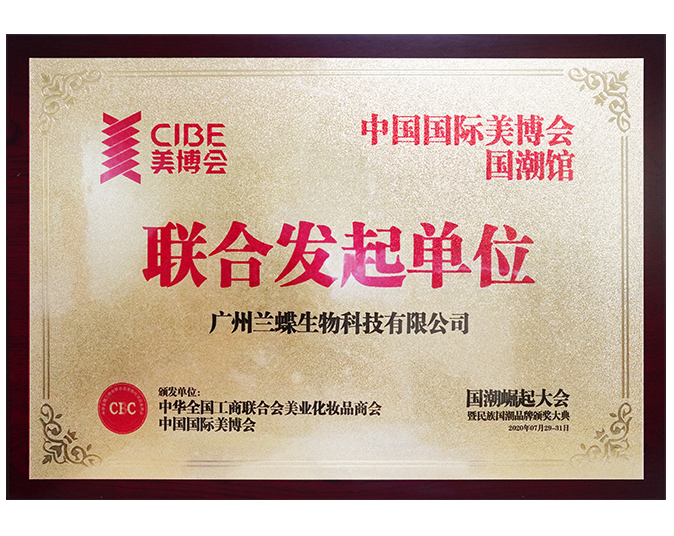 CIBE
美博会
中国国际美博会
国潮馆
联合发起单位
广州兰蝶生物科技有限公司
CBC
颁发单位:
中华全国工商联合会美业化妆品商会
中国国际美博会
国潮崛起大会
暨民族国潮品牌颁奖大典
2020年07月29-31日